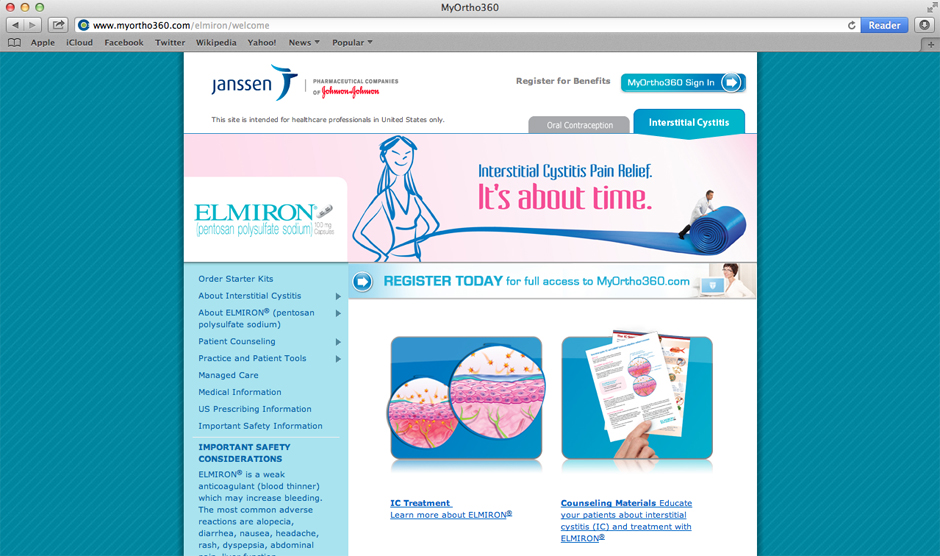 MyOrtho360
www.myortho360.com/elmiron/welcome
Reader
Apple iCloud Facebook Twitter Wikipedia Yahoo! News Popular
janssen
PHARMACEUTICAL COMPANIES
OF Johnson & Johnson
Register for Benefits
MyOrtho360 Sign In
This site is intended for healthcare professionals in United States only.
Oral Contraception
Interstitial Cystitis
Interstitial Cystitis Pain Relief.
It's about time.
ELMIRON®
(pentosan polysulfate sodium)
100 mg
Capsules
REGISTER TODAY for full access to MyOrtho360.com
Order Starter Kits
About Interstitial Cystitis
About ELMIRON® (pentosan
polysulfate sodium)
Patient Counseling
Practice and Patient Tools
Managed Care
Medical Information
US Prescribing Information
Important Safety Information
IMPORTANT SAFETY
CONSIDERATIONS
ELMIRON® is a weak
anticoagulant (blood thinner)
which may increase bleeding.
The most common adverse
reactions are alopecia,
diarrhea, nausea, headache,
rash, dyspepsia, abdominal
pain, liver function
IC Treatment
Learn more about ELMIRON®
Counseling Materials Educate
your patients about interstitial
cystitis (IC) and treatment with
ELMIRON®